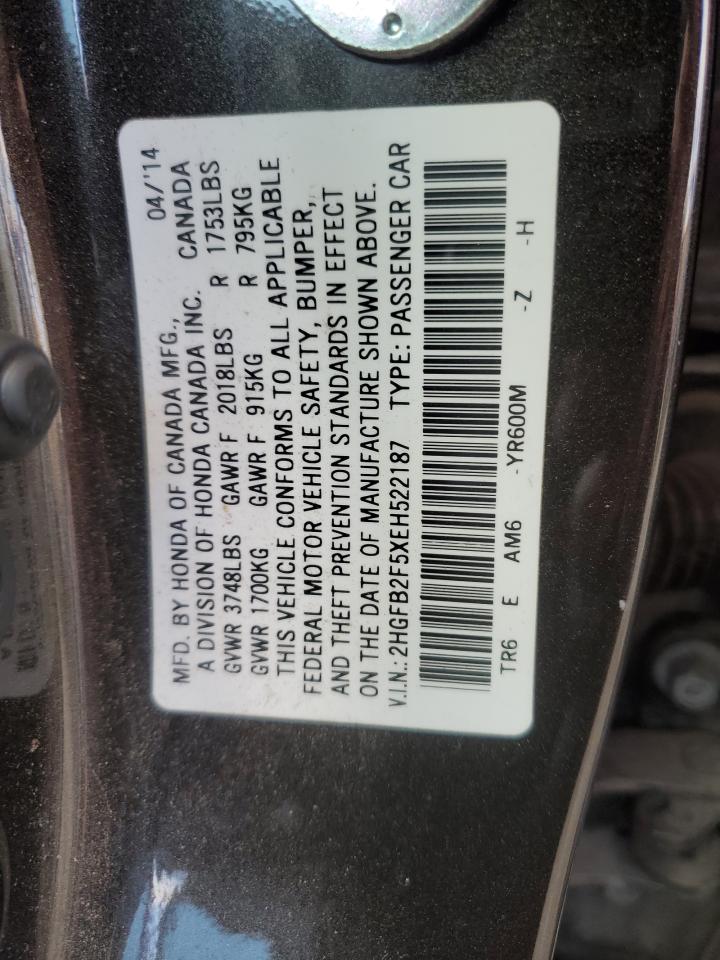 MFD. BY HONDA OF CANADA MFG., 04/'14
A DIVISION OF HONDA CANADA INC. CANADA
GVWR 3748LBS GAWR F 2018LBS R 1753LBS
GVWR 1700KG GAWR F 915KG R 795KG
THIS VEHICLE CONFORMS TO ALL APPLICABLE
FEDERAL MOTOR VEHICLE SAFETY, BUMPER,
AND THEFT PREVENTION STANDARDS IN EFFECT
ON THE DATE OF MANUFACTURE SHOWN ABOVE.
V.I.N.: 2HGFB2F5XEH522187 TYPE: PASSENGER CAR
TR6 E AM6 -YR600M -Z -H